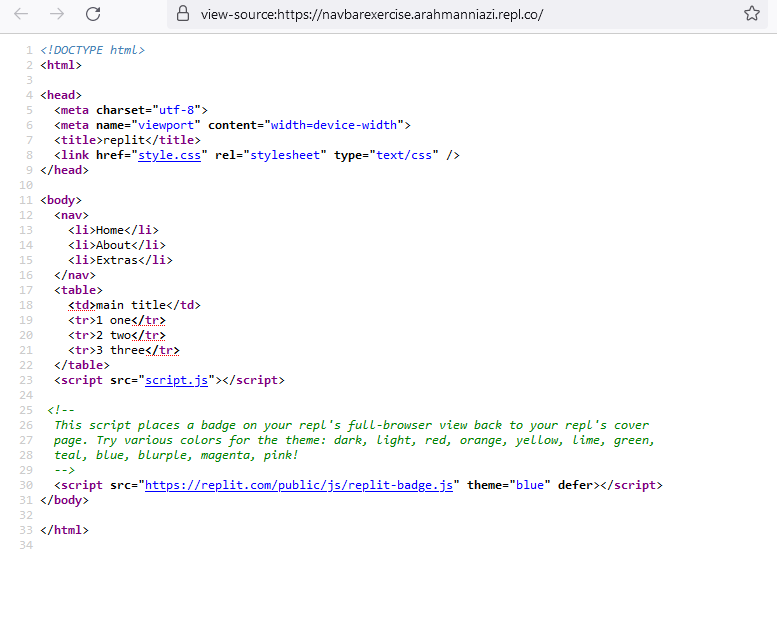 view-source:https://navbarexercise.arahmanniazi.repl.co/
1 <!DOCTYPE html>
2 <html>
3
4 <head>
5   <meta charset="utf-8">
6   <meta name="viewport" content="width=device-width">
7   <title>replit</title>
8   <link href="style.css" rel="stylesheet" type="text/css" />
9 </head>
10
11 <body>
12   <nav>
13     <li>Home</li>
14     <li>About</li>
15     <li>Extras</li>
16   </nav>
17   <table>
18     <td>main title</td>
19     <tr>1 one</tr>
20     <tr>2 two</tr>
21     <tr>3 three</tr>
22   </table>
23   <script src="script.js"></script>
24
25  <!--
26   This script places a badge on your repl's full-browser view back to your repl's cover
27   page. Try various colors for the theme: dark, light, red, orange, yellow, lime, green,
28   teal, blue, blurple, magenta, pink!
29   -->
30   <script src="https://replit.com/public/js/replit-badge.js" theme="blue" defer></script>
31 </body>
32
33 </html>
34